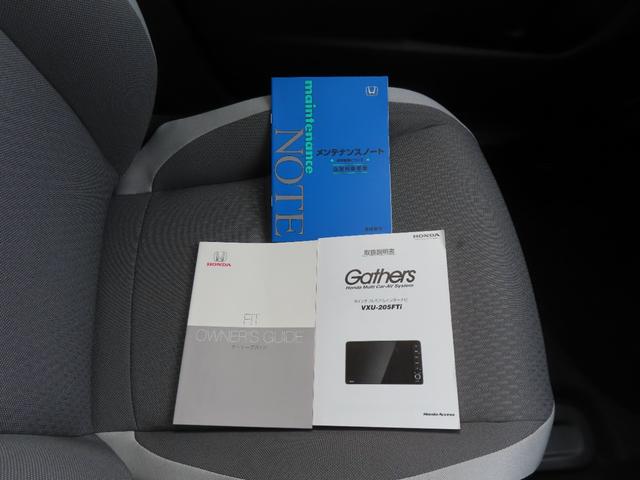 maintenance
NOTE
メンテナンスノート
HONDA
FIT
OWNER'S GUIDE
オーナーズガイド
HONDA
取扱説明書
Gathers
Honda Multi Car-AV System
VXU-205FTi
Honda Access